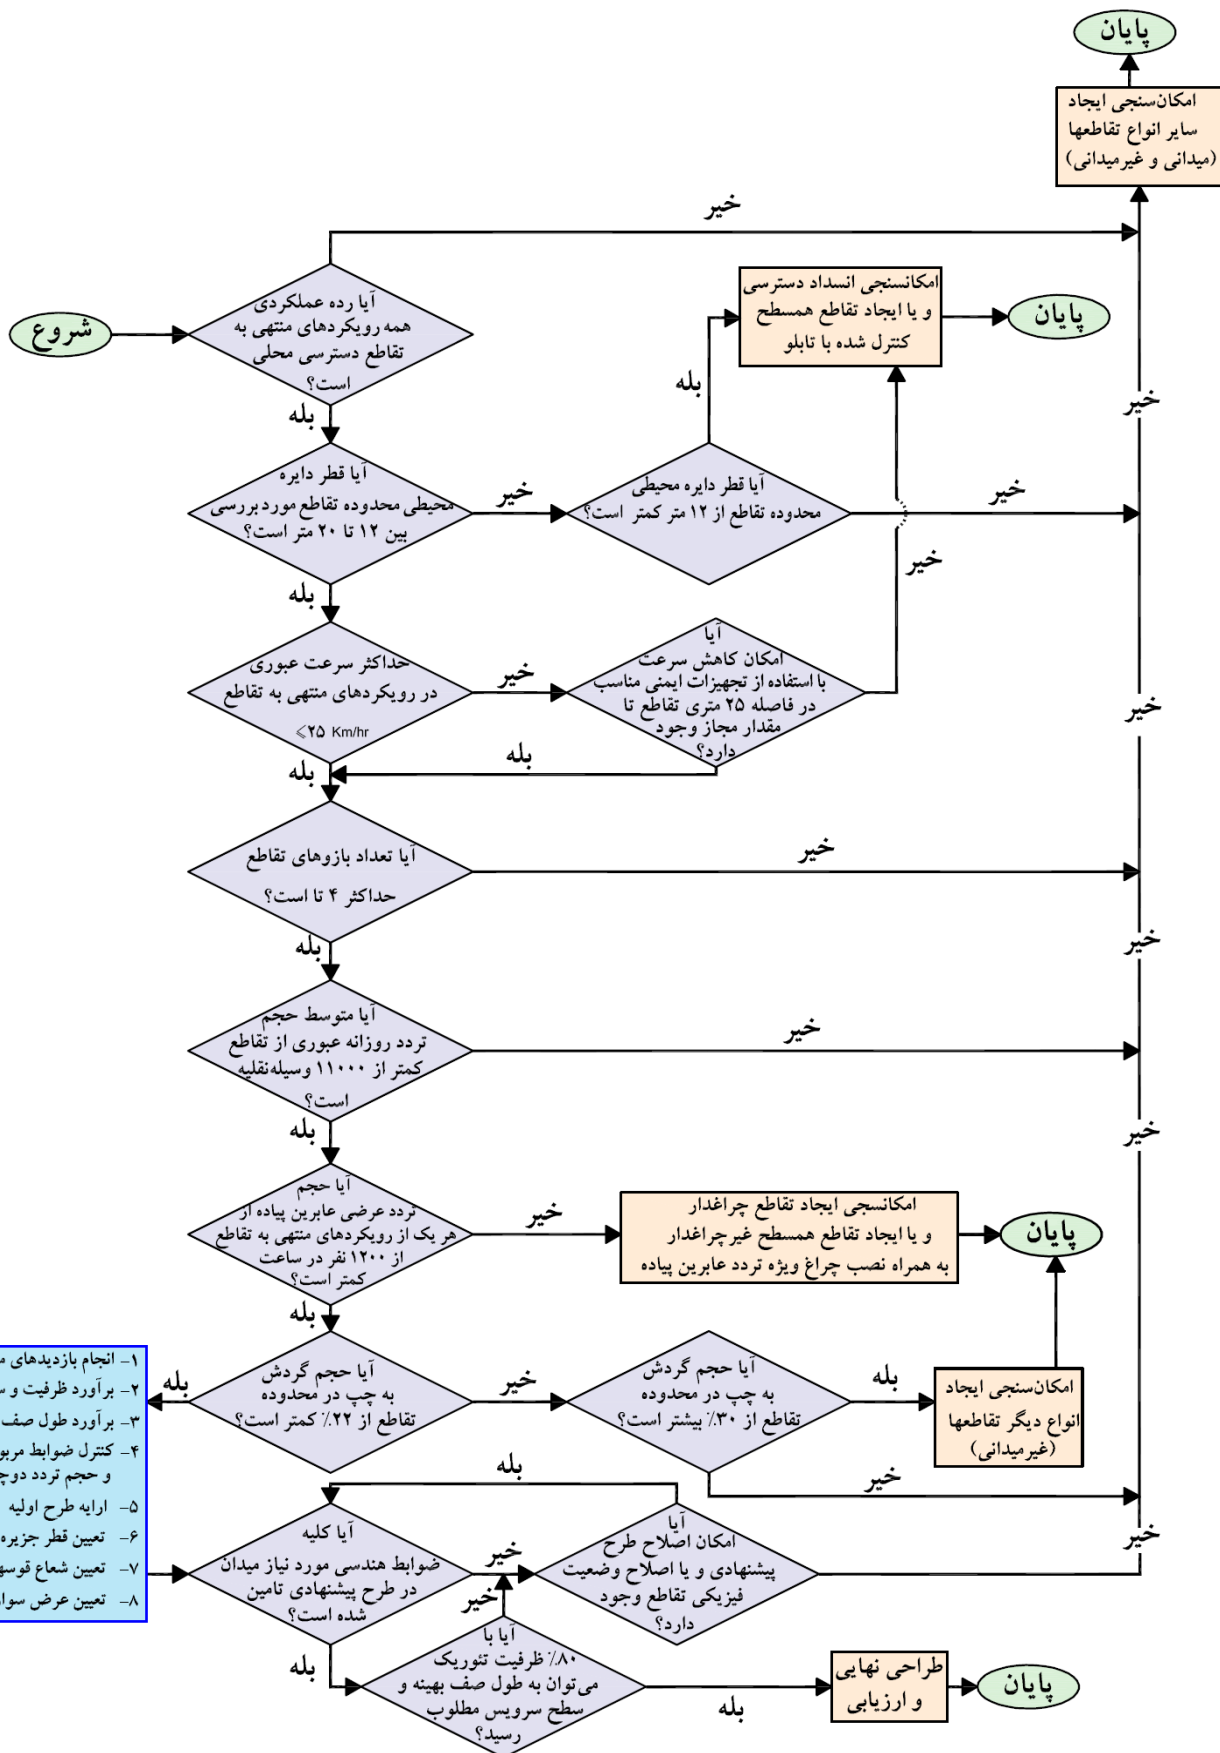 پایان
امکان‌سنجی ایجاد
سایر انواع تقاطعها
(میدانی و غیرمیدانی)
خیر
شروع
آیا رده عملکردی
همه رویکردهای منتهی به
تقاطع دسترسی محلی
است؟
امکانسنجی انسداد دسترسی
و یا ایجاد تقاطع همسطح
کنترل شده با تابلو
پایان
بله
بله
خیر
آیا قطر دایره
محیطی محدوده تقاطع مورد بررسی
بین ۱۲ تا ۲۰ متر است؟
خیر
آیا قطر دایره محیطی
محدوده تقاطع از ۱۲ متر کمتر است؟
خیر
بله
خیر
حداکثر سرعت عبوری
در رویکردهای منتهی به تقاطع
⩽۲۵ Km/hr
خیر
آیا
امکان کاهش سرعت
با استفاده از تجهیزات ایمنی مناسب
در فاصله ۲۵ متری تقاطع تا
مقدار مجاز وجود
دارد؟
خیر
بله
بله
آیا تعداد بازوهای تقاطع
حداکثر ۴ تا است؟
خیر
بله
خیر
آیا متوسط حجم
تردد روزانه عبوری از تقاطع
کمتر از ۱۱۰۰۰ وسیله‌نقلیه
است؟
خیر
بله
خیر
آیا حجم
تردد عرضی عابرین پیاده از
هر یک از رویکردهای منتهی به تقاطع
از ۱۲۰۰ نفر در ساعت
کمتر است؟
خیر
امکانسجی ایجاد تقاطع چراغدار
و یا ایجاد تقاطع همسطح غیرچراغدار
به همراه نصب چراغ ویژه تردد عابرین پیاده
پایان
بله
آیا حجم گردش
به چپ در محدوده
تقاطع از ۲۲٪ کمتر است؟
بله
خیر
آیا حجم گردش
به چپ در محدوده
تقاطع از ۳۰٪ بیشتر است؟
بله
امکان‌سنجی ایجاد
انواع دیگر تقاطعها
(غیرمیدانی)
خیر
۱- انجام بازدیدهای
۲- برآورد ظرفیت و
۳- برآورد طول صف
۴- کنترل ضوابط
و حجم تردد
۵- ارایه طرح اولیه
۶- تعیین قطر جزیره
۷- تعیین شعاع
۸- تعیین عرض
بله
آیا کلیه
ضوابط هندسی مورد نیاز میدان
در طرح پیشنهادی تامین
شده است؟
خیر
آیا
امکان اصلاح طرح
پیشنهادی و یا اصلاح وضعیت
فیزیکی تقاطع وجود
دارد؟
خیر
خیر
بله
آیا با
۸۰٪ ظرفیت تئوریک
می‌توان به طول صف بهینه و
سطح سرویس مطلوب
رسید؟
بله
طراحی نهایی
و ارزیابی
پایان